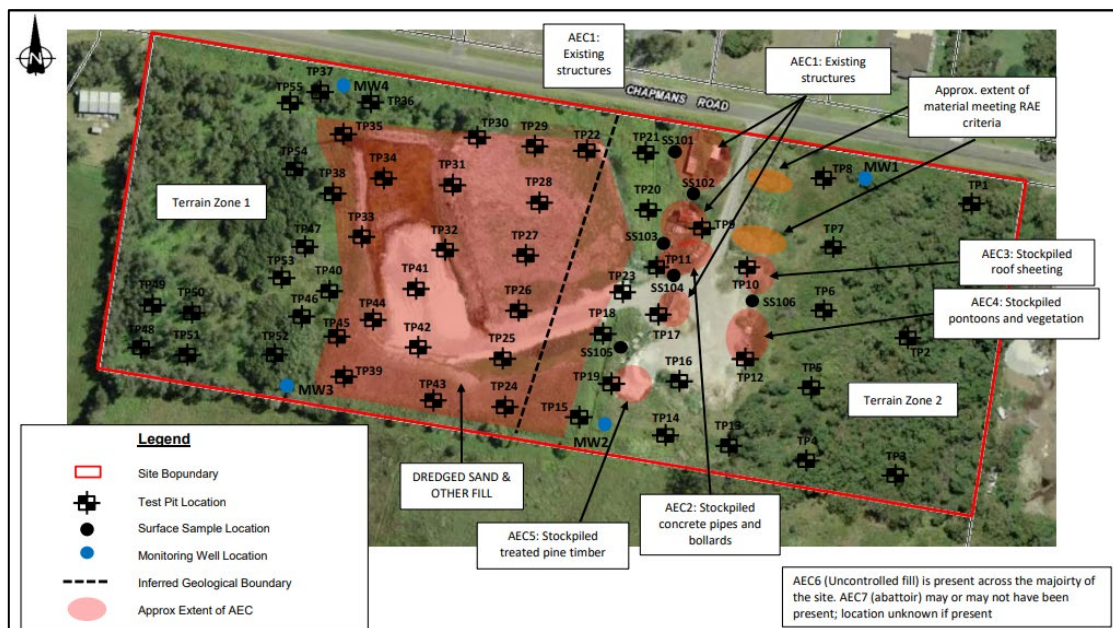 AEC1:
Existing
structures
AEC1: Existing
structures
Approx. extent of
material meeting RAE
criteria
CHAPMANS ROAD
TP37
TP55
MW4
TP36
TP35
TP30
TP29
TP22
TP21
SS101
TP54
TP34
TP31
TP38
TP28
TP20
SS102
TP8
MW1
TP1
Terrain Zone 1
TP33
TP32
TP27
SS103
TP9
TP7
TP47
TP53
TP40
TP41
TP26
TP23
TP11
SS104
TP10
SS106
AEC3: Stockpiled
roof sheeting
AEC4: Stockpiled
pontoons and vegetation
TP49
TP50
TP46
TP44
TP45
TP42
TP25
TP18
TP17
TP6
TP2
TP48
TP51
TP52
SS105
TP16
TP12
TP5
TP39
TP43
TP24
TP19
TP15
MW3
MW2
TP14
TP13
TP4
TP3
Terrain Zone 2
DREDGED SAND &
OTHER FILL
AEC5: Stockpiled
treated pine timber
AEC2: Stockpiled
concrete pipes and
bollards
Legend
Site Bopundary
Test Pit Location
Surface Sample Location
Monitoring Well Location
Inferred Geological Boundary
Approx Extent of AEC
AEC6 (Uncontrolled fill) is present across the majoirty of
the site. AEC7 (abattoir) may or may not have been
present; location unknown if present